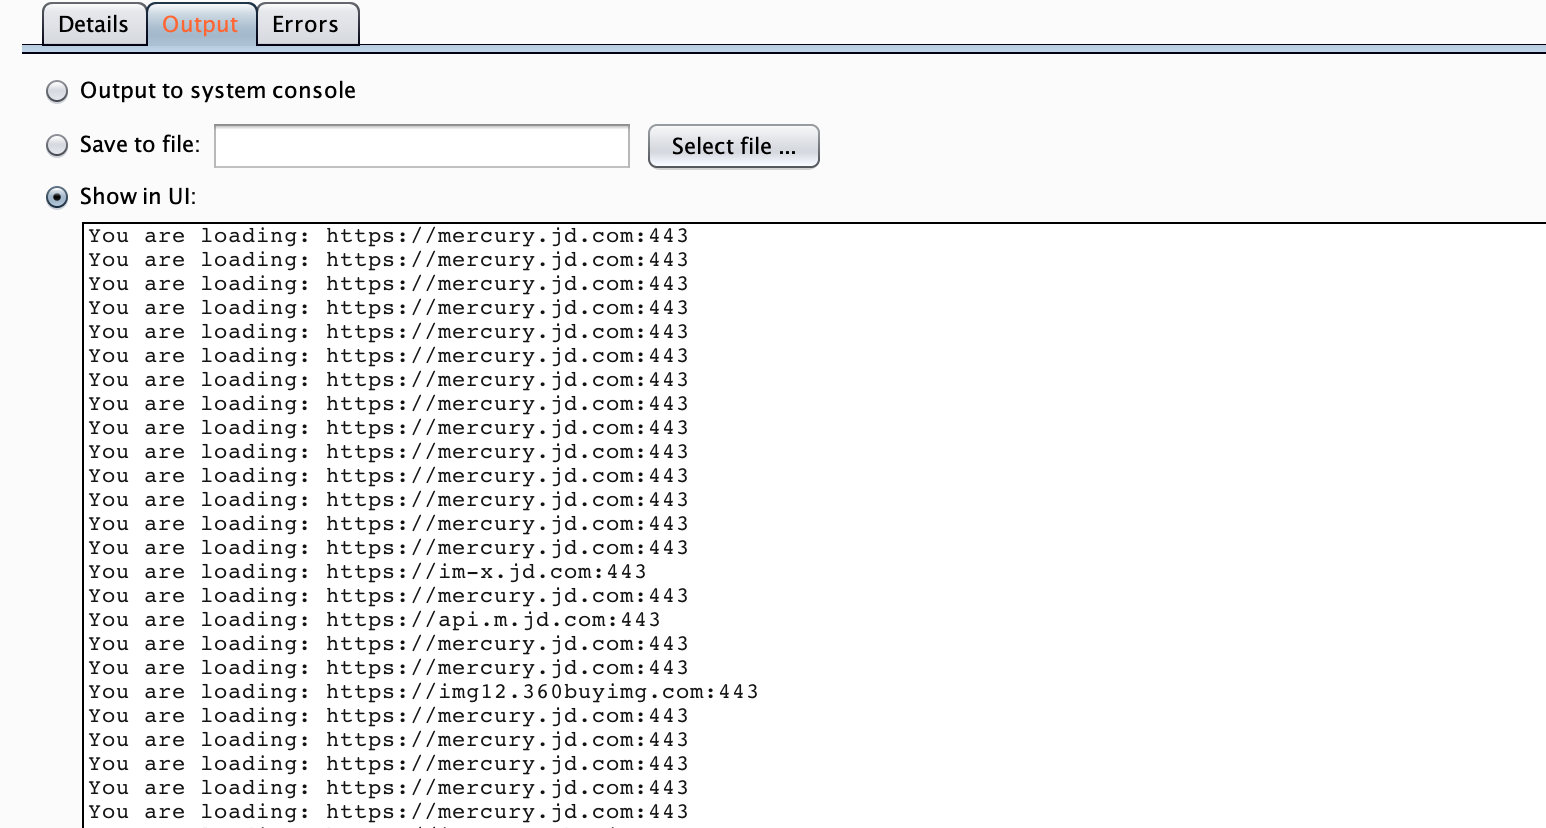 Details Output Errors
Output to system console
Save to file: Select file ...
Show in UI:
You are loading: https://mercury.jd.com:443
You are loading: https://mercury.jd.com:443
You are loading: https://mercury.jd.com:443
You are loading: https://mercury.jd.com:443
You are loading: https://mercury.jd.com:443
You are loading: https://mercury.jd.com:443
You are loading: https://mercury.jd.com:443
You are loading: https://mercury.jd.com:443
You are loading: https://mercury.jd.com:443
You are loading: https://mercury.jd.com:443
You are loading: https://mercury.jd.com:443
You are loading: https://mercury.jd.com:443
You are loading: https://mercury.jd.com:443
You are loading: https://mercury.jd.com:443
You are loading: https://im-x.jd.com:443
You are loading: https://mercury.jd.com:443
You are loading: https://api.m.jd.com:443
You are loading: https://mercury.jd.com:443
You are loading: https://mercury.jd.com:443
You are loading: https://img12.360buyimg.com:443
You are loading: https://mercury.jd.com:443
You are loading: https://mercury.jd.com:443
You are loading: https://mercury.jd.com:443
You are loading: https://mercury.jd.com:443
You are loading: https://mercury.jd.com:443